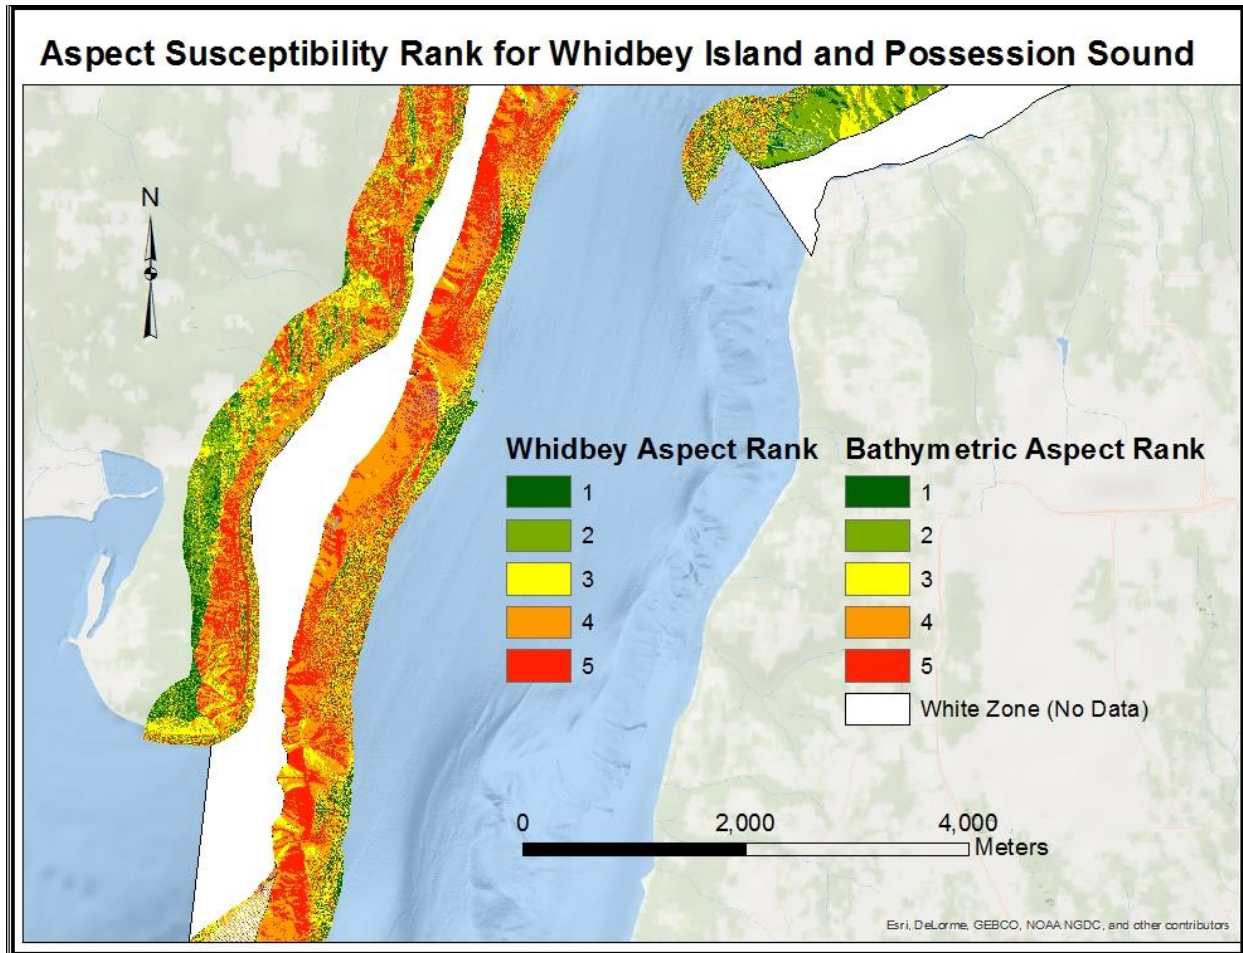 Aspect Susceptibility Rank for Whidbey Island and Possession Sound
N
Whidbey Aspect Rank
1
2
3
4
5
Bathymetric Aspect Rank
1
2
3
4
5
White Zone (No Data)
0 2,000 4,000
Meters
Esri, DeLorme, GEBCO, NOAA NGDC, and other contributors